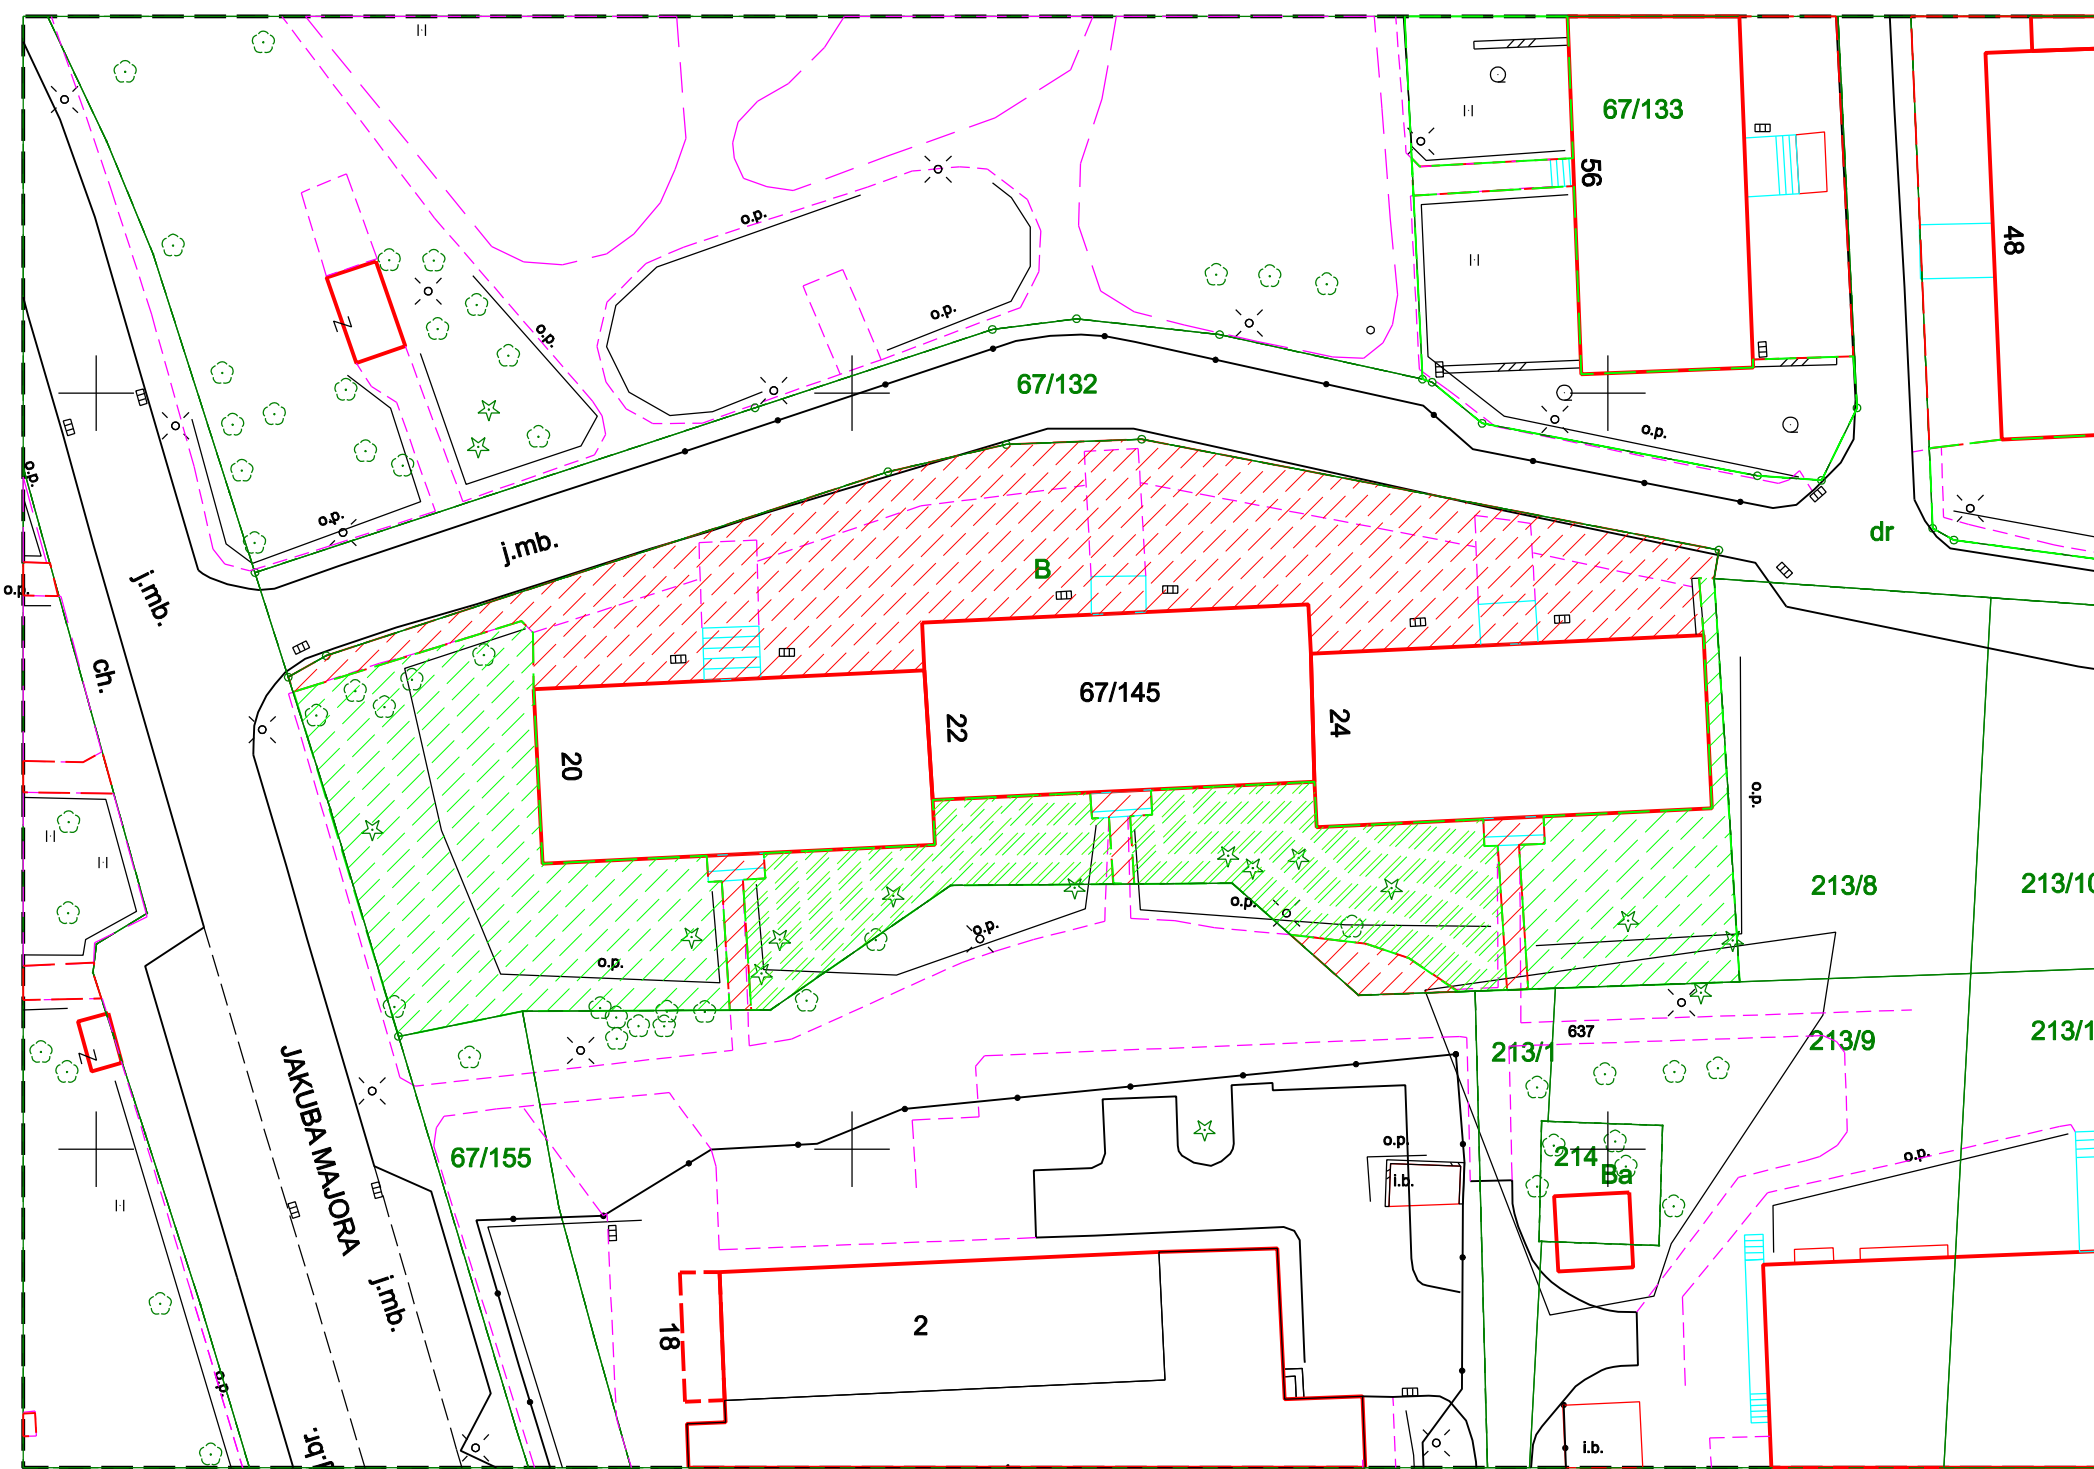 67/133
56
48
o.p.
o.p.
o.p.
67/132
o.p.
o.p.
o.p.
dr
j.mb.
B
o.p.
j.mb.
ch.
67/145
22
24
20
o.p.
213/8
213/10
o.p.
o.p.
o.p.
637
213/1
213/9
213/1
JAKUBA MAJORA
67/155
o.p.
214
Ba
o.p.
i.b.
j.mb.
18
2
o.p.
i.b.
j.br.